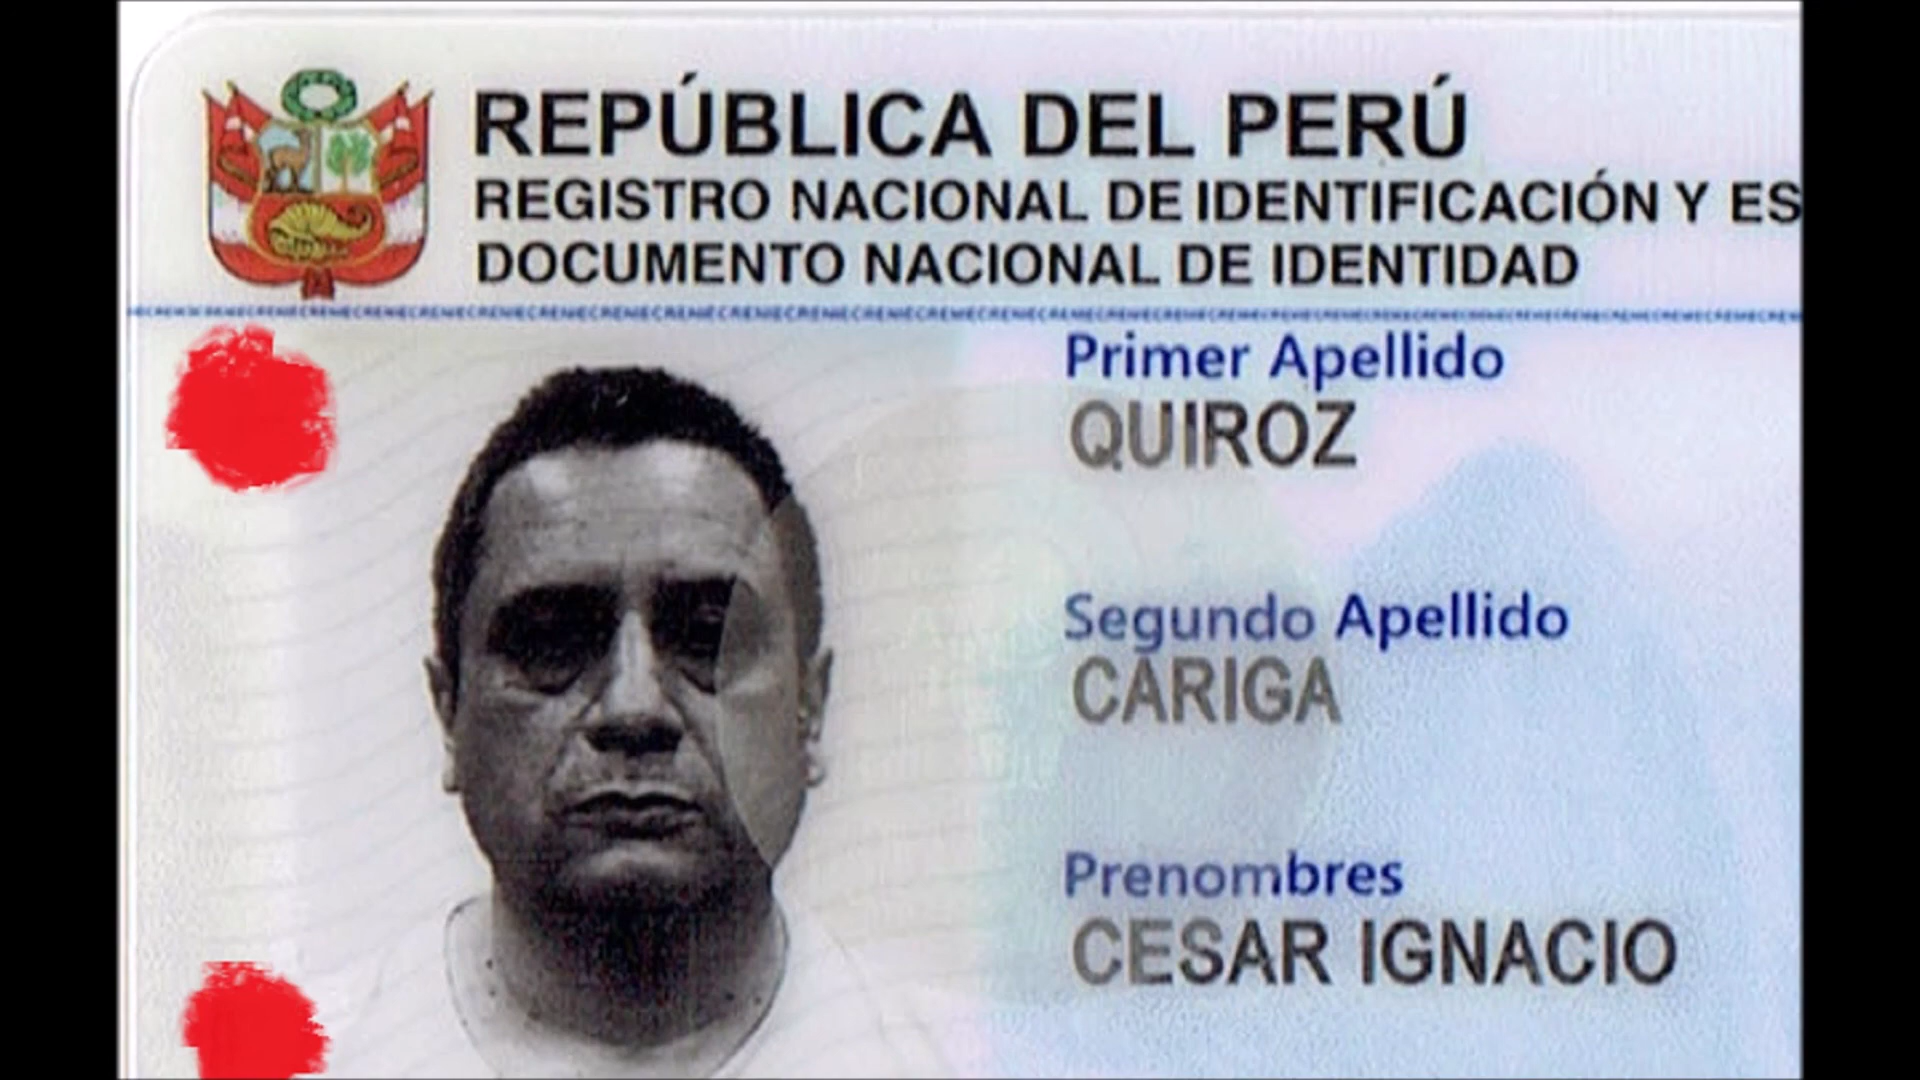 REPÚBLICA DEL PERÚ
REGISTRO NACIONAL DE IDENTIFICACIÓN Y ES
DOCUMENTO NACIONAL DE IDENTIDAD
Primer Apellido
QUIROZ
Segundo Apellido
CARIGA
Prenombres
CESAR IGNACIO